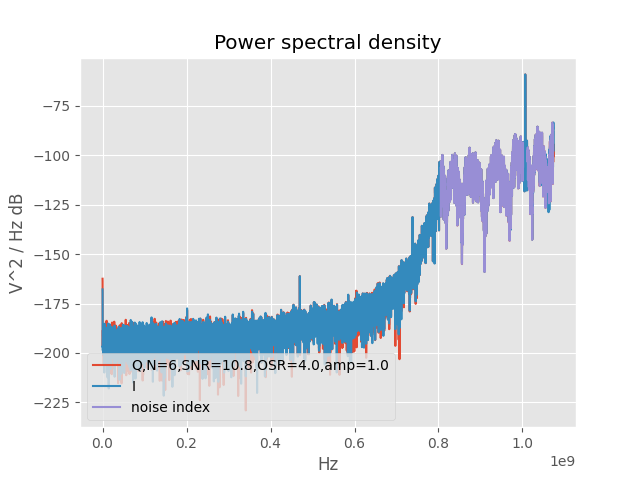 Power spectral density
V^2 / Hz dB
−75
−100
−125
−150
−175
−200
−225
Q,N=6,SNR=10.8,OSR=4.0,amp=1.0
I
noise index
0.0 0.2 0.4 0.6 0.8 1.0
1e9
Hz